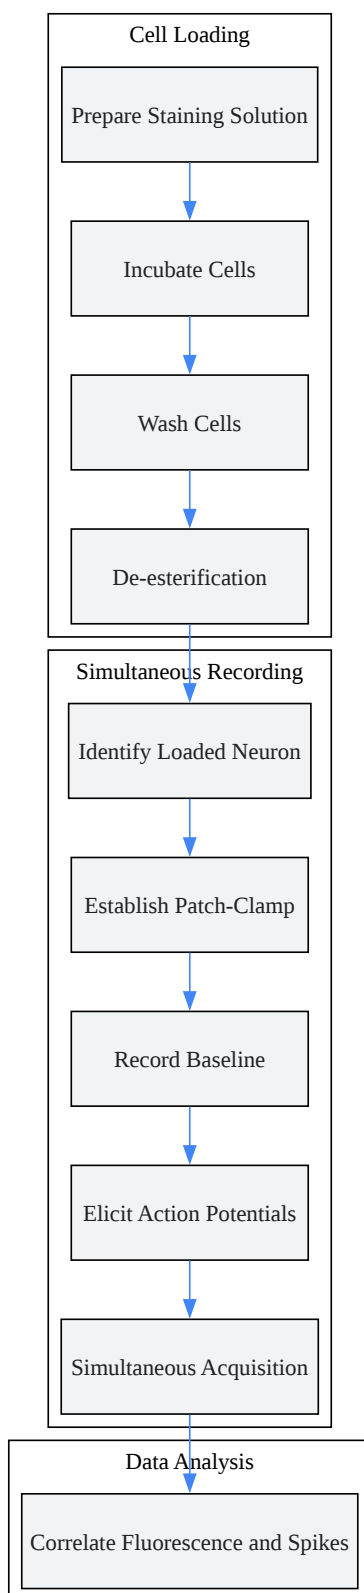 Cell Loading
Prepare Staining Solution
Incubate Cells
Wash Cells
De-esterification
Simultaneous Recording
Identify Loaded Neuron
Establish Patch-Clamp
Record Baseline
Elicit Action Potentials
Simultaneous Acquisition
Data Analysis
Correlate Fluorescence and Spikes